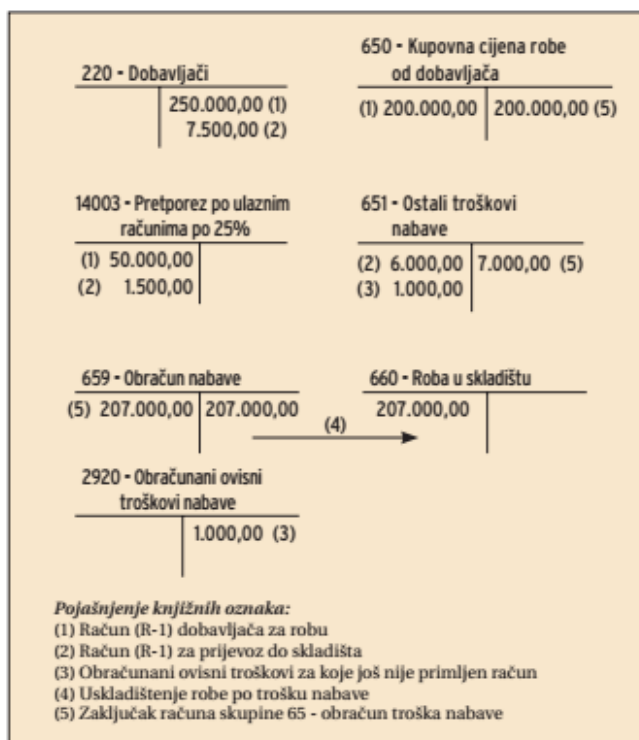 220 - Dobavljači
250.000,00 (1)
7.500,00 (2)
650 - Kupovna cijena robe
od dobavljača
(1) 200.000,00 200.000,00 (5)
14003 - Pretporez po ulaznim
računima po 25%
(1) 50.000,00
(2) 1.500,00
651 - Ostali troškovi
nabave
(2) 6.000,00 7.000,00 (5)
(3) 1.000,00
659 - Obračun nabave
(5) 207.000,00 207.000,00
(4)
660 - Roba u skladištu
207.000,00
2920 - Obračunani ovisni
troškovi nabave
1.000,00 (3)
Pojašnjenje knjižnih oznaka:
(1) Račun (R-1) dobavljača za robu
(2) Račun (R-1) za prijevoz do skladišta
(3) Obračunani ovisni troškovi za koje još nije primljen račun
(4) Uskladištenje robe po trošku nabave
(5) Zaključak računa skupine 65 - obračun troška nabave